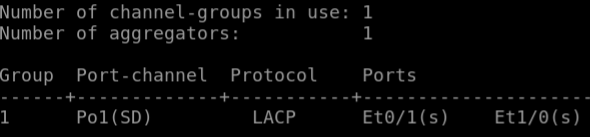 Number of channel-groups in use: 1
Number of aggregators:           1
Group  Port-channel  Protocol    Ports
------+-------------+-----------+----------------------
1      Po1(SD)         LACP      Et0/1(s)    Et1/0(s)